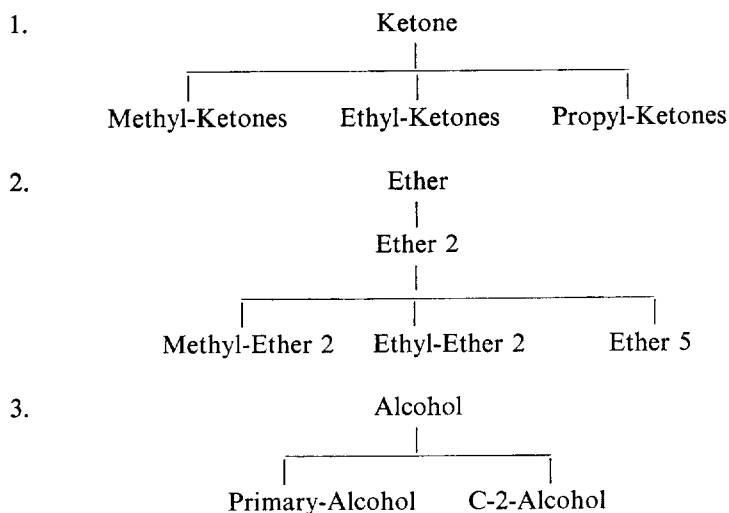 1. Ketone
Methyl-Ketones Ethyl-Ketones Propyl-Ketones
2. Ether
Ether 2
Methyl-Ether 2 Ethyl-Ether 2 Ether 5
3. Alcohol
Primary-Alcohol C-2-Alcohol